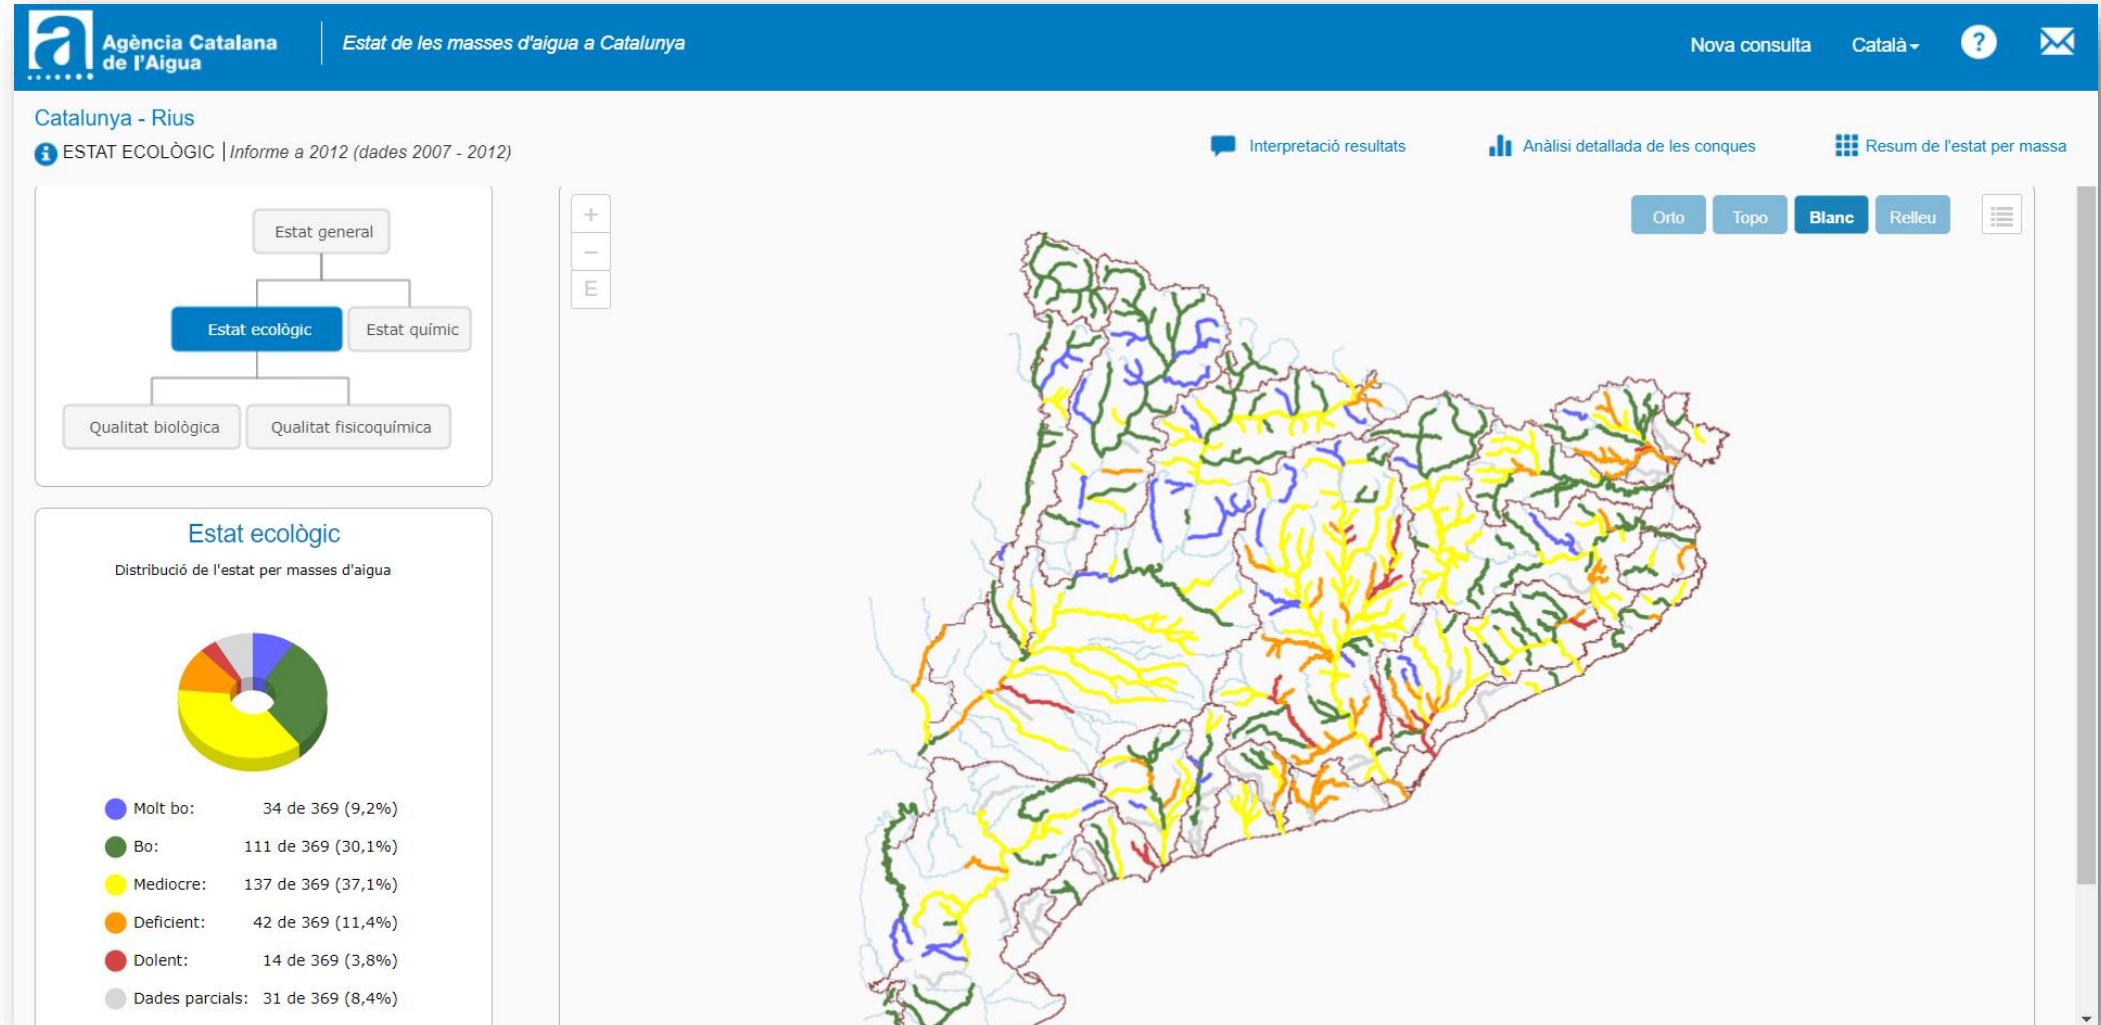 Agència Catalana
de l'Aigua
Estat de les masses d'aigua a Catalunya
Nova consulta
Català
?
Catalunya - Rius
i ESTAT ECOLÒGIC | Informe a 2012 (dades 2007 - 2012)
Interpretació resultats
Anàlisi detallada de les conques
Resum de l'estat per massa
Estat general
Estat ecològic
Estat químic
Qualitat biològica
Qualitat fisicoquímica
Estat ecològic
Distribució de l'estat per masses d'aigua
Molt bo: 34 de 369 (9,2%)
Bo: 111 de 369 (30,1%)
Mediocre: 137 de 369 (37,1%)
Deficient: 42 de 369 (11,4%)
Dolent: 14 de 369 (3,8%)
Dades parcials: 31 de 369 (8,4%)
+
−
E
Orto
Topo
Blanc
Relleu